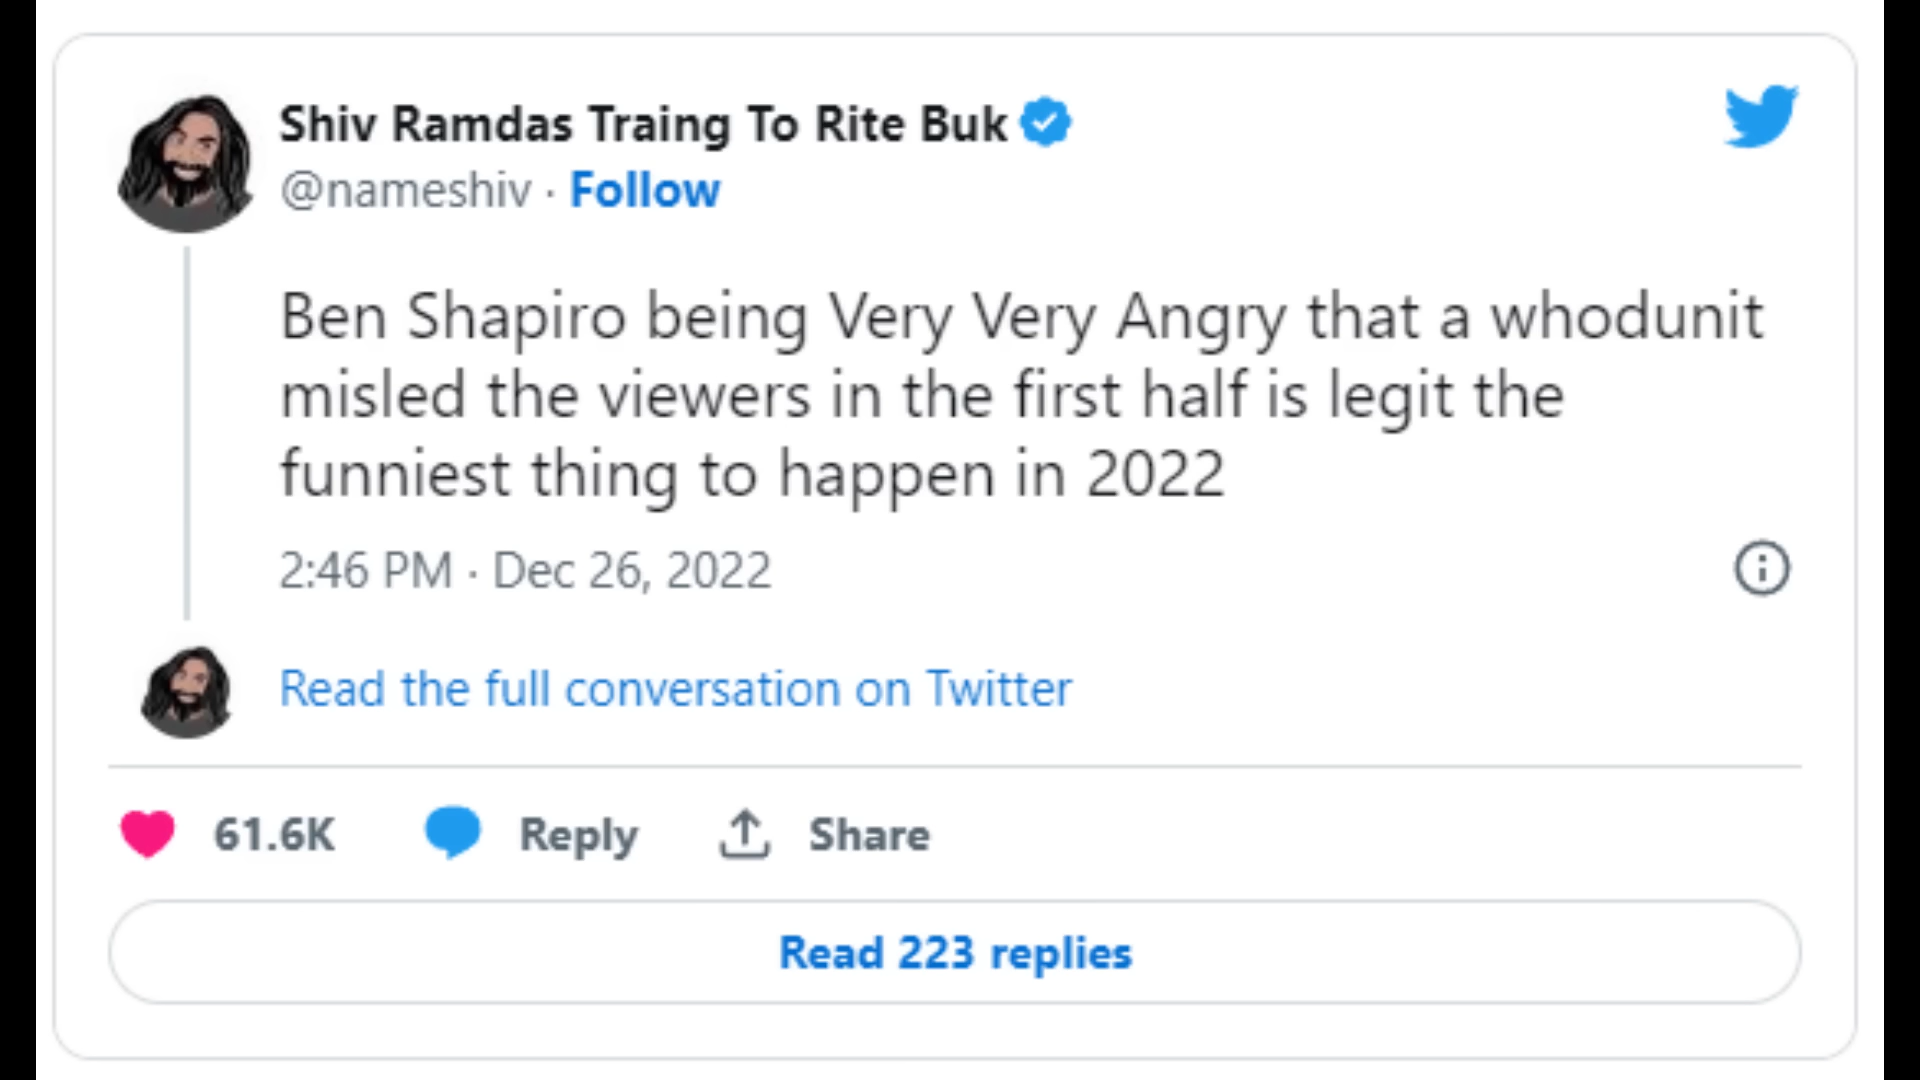 Shiv Ramdas Traing To Rite Buk
@nameshiv · Follow
Ben Shapiro being Very Very Angry that a whodunit
misled the viewers in the first half is legit the
funniest thing to happen in 2022
2:46 PM · Dec 26, 2022
Read the full conversation on Twitter
61.6K Reply Share
Read 223 replies